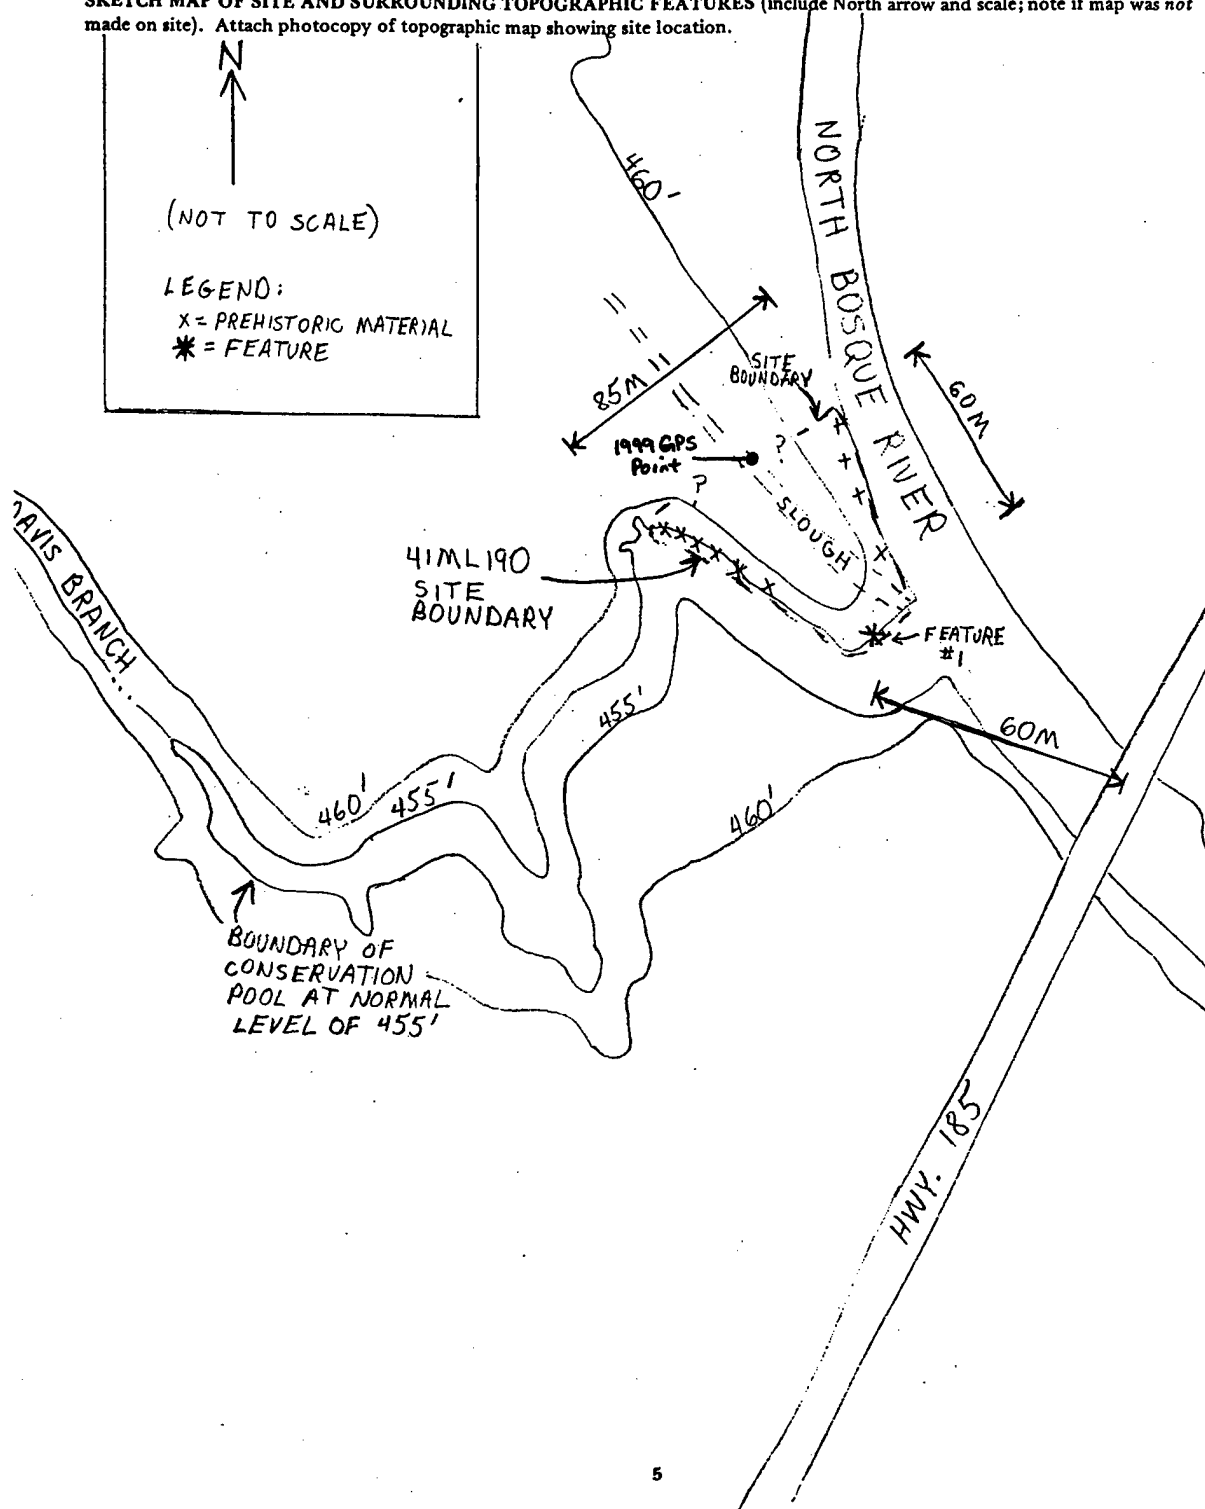 SKETCH MAP OF SITE AND SURROUNDING TOPOGRAPHIC FEATURES (include North arrow and scale; note if map was not
made on site). Attach photocopy of topographic map showing site location.
N
(NOT TO SCALE)
LEGEND:
X = PREHISTORIC MATERIAL
* = FEATURE
460'
NORTH BOSQUE RIVER
85M
SITE
BOUNDARY
60M
1999 GPS
Point
?
?
SLOUGH
41ML190
SITE
BOUNDARY
FEATURE
#1
DAVIS BRANCH...
455'
60M
460'
455'
460'
BOUNDARY OF
CONSERVATION
POOL AT NORMAL
LEVEL OF 455'
HWY. 185
5